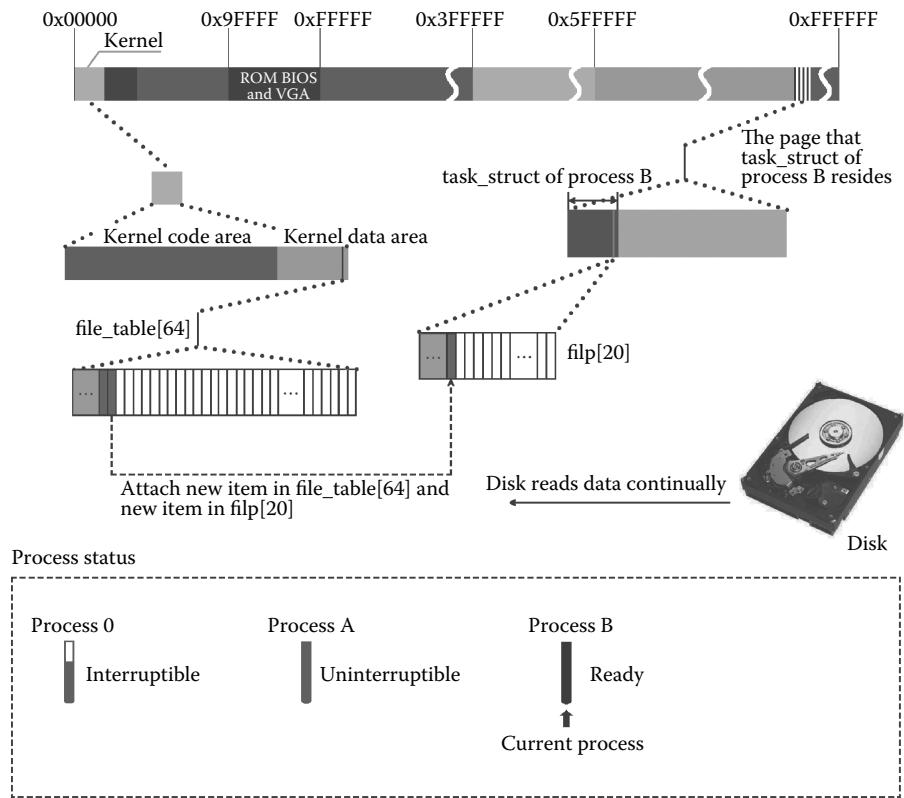 0x00000 0x9FFFF 0xFFFFF 0x3FFFFF 0x5FFFFF 0xFFFFFF
Kernel
ROM BIOS
and VGA
The page that
task_struct of
process B resides
task_struct of process B
Kernel code area Kernel data area
file_table[64]
filp[20]
...
...
...
...
Attach new item in file_table[64] and
new item in filp[20]
Disk reads data continually
Disk
Process status
Process 0 Process A Process B
Interruptible Uninterruptible Ready
Current process